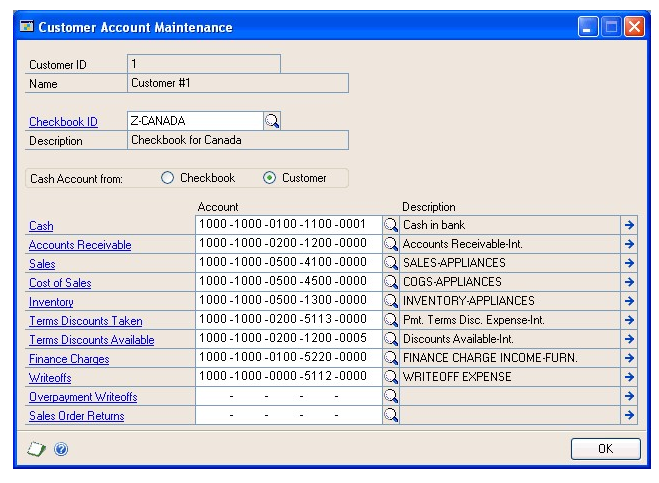 Customer Account Maintenance
Customer ID 1
Name Customer #1
Checkbook ID Z-CANADA
Description Checkbook for Canada
Cash Account from: Checkbook Customer
Account Description
Cash 1000 -1000 -0100 -1100 -0001 Cash in bank
Accounts Receivable 1000 -1000 -0200 -1200 -0000 Accounts Receivable-Int.
Sales 1000 -1000 -0500 -4100 -0000 SALES-APPLIANCES
Cost of Sales 1000 -1000 -0500 -4500 -0000 COGS-APPLIANCES
Inventory 1000 -1000 -0500 -1300 -0000 INVENTORY-APPLIANCES
Terms Discounts Taken 1000 -1000 -0200 -5113 -0000 Pmt. Terms Disc. Expense-Int.
Terms Discounts Available 1000 -1000 -0200 -1200 -0005 Discounts Available-Int.
Finance Charges 1000 -1000 -0100 -5220 -0000 FINANCE CHARGE INCOME-FURN.
Writeoffs 1000 -1000 -0000 -5112 -0000 WRITEOFF EXPENSE
Overpayment Writeoffs - - - -
Sales Order Returns - - - -
OK